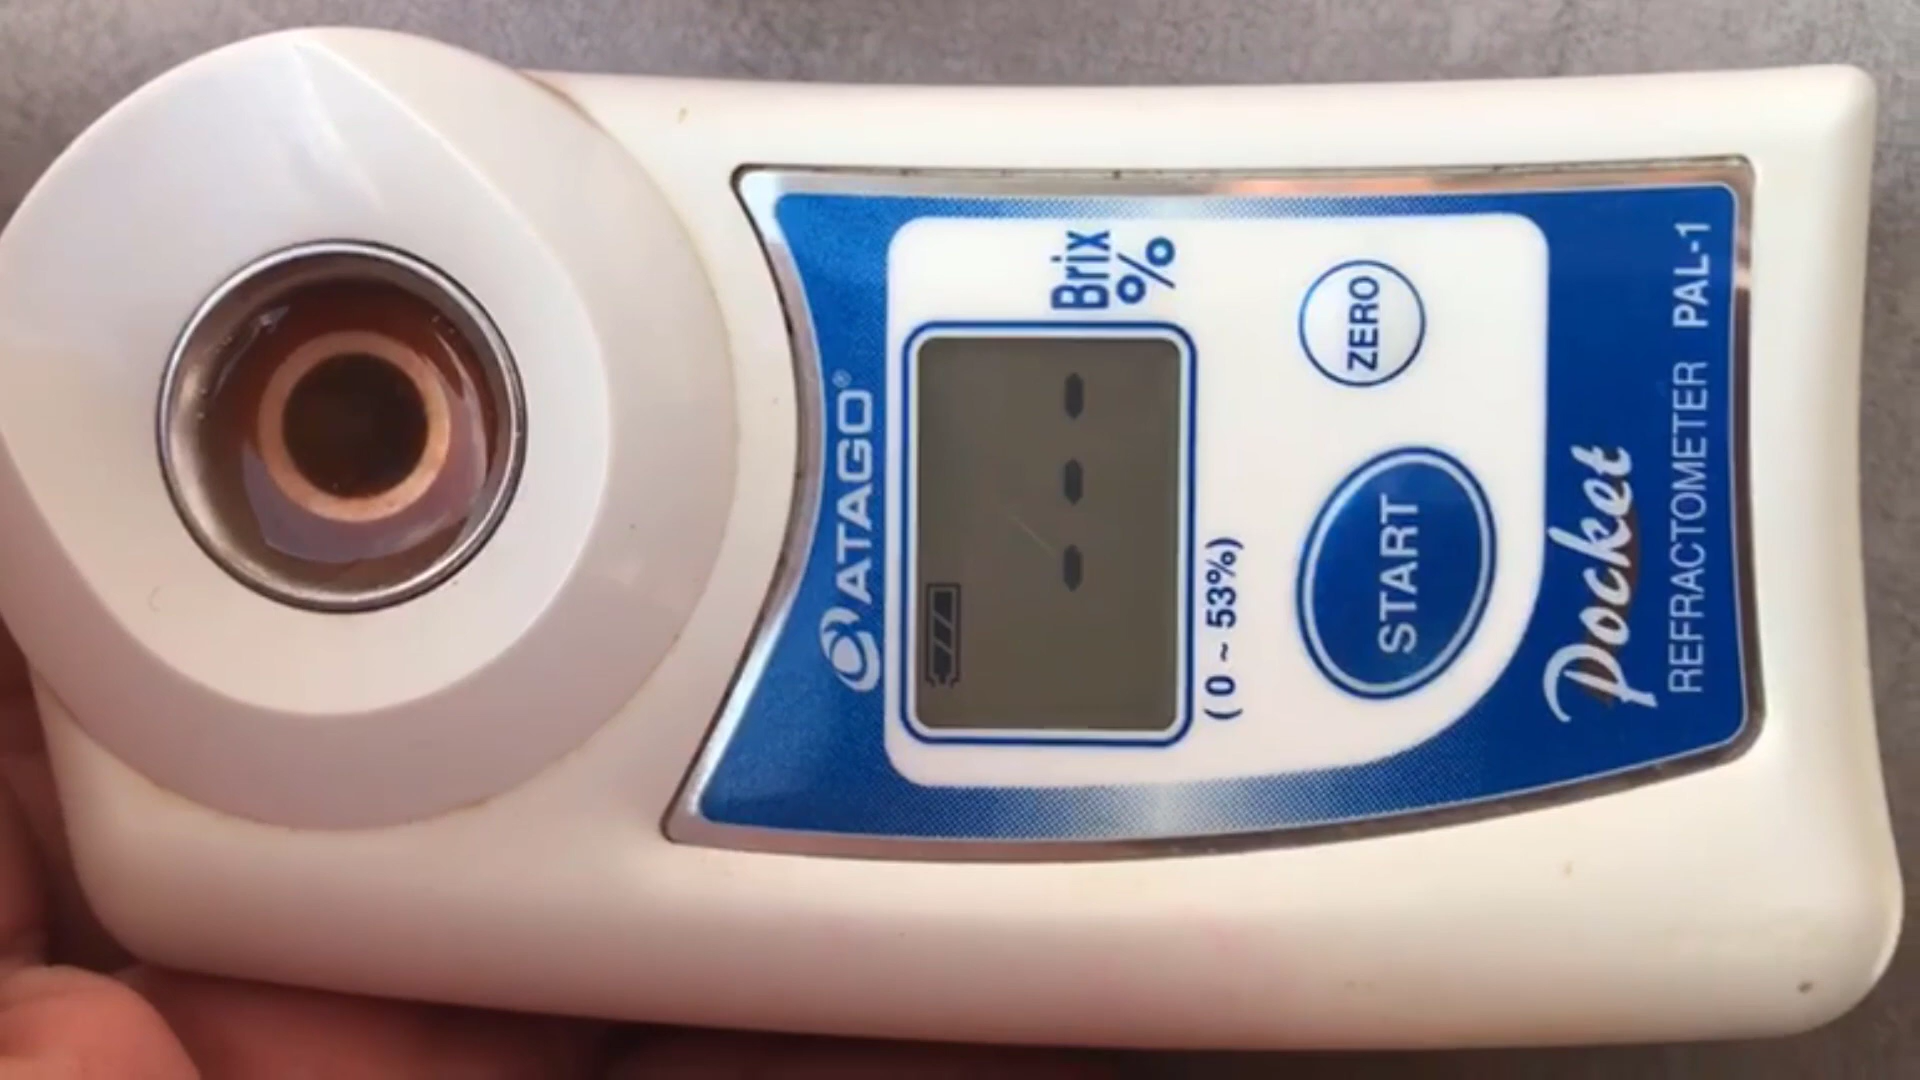 ATAGO®
Brix
%
---
(0 ~ 53%)
ZERO
START
Pocket
REFRACTOMETER PAL-1